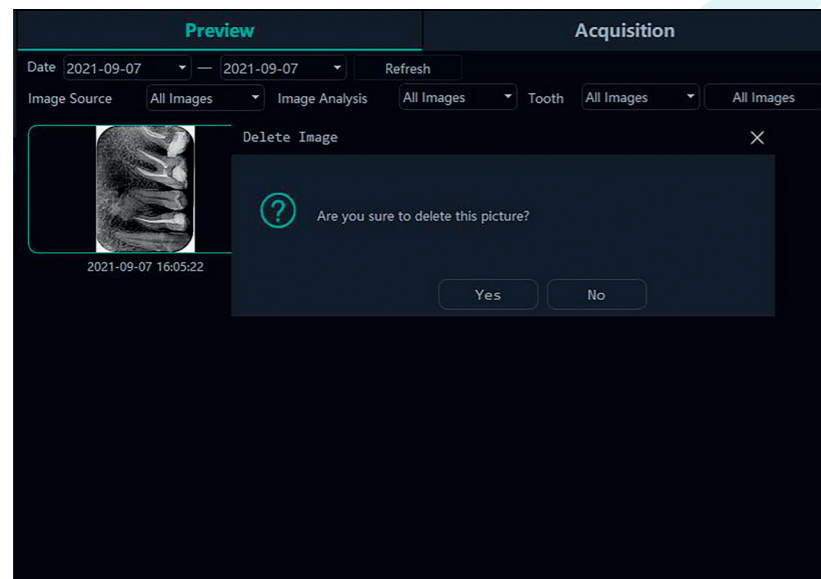 Preview Acquisition
Date 2021-09-07 — 2021-09-07 Refresh
Image Source All Images Image Analysis All Images Tooth All Images All Images
Delete Image
Are you sure to delete this picture?
2021-09-07 16:05:22
Yes No